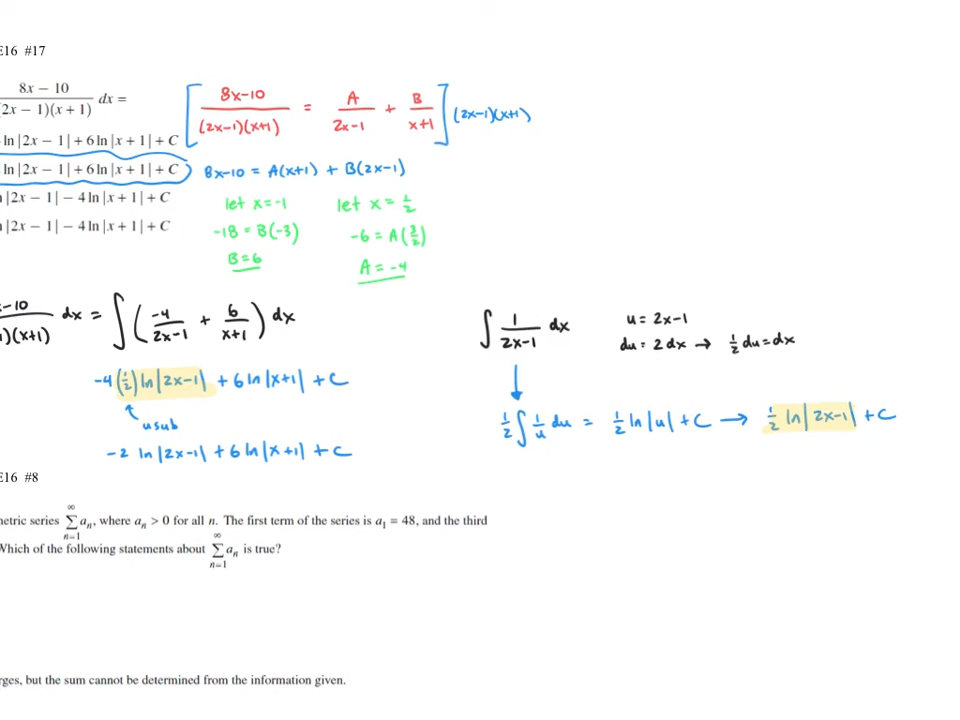 E16 #17
8x − 10
(2x − 1)(x + 1) dx =
ln |2x − 1| + 6 ln |x + 1| + C
ln |2x − 1| + 6 ln |x + 1| + C
|2x − 1| − 4 ln |x + 1| + C
|2x − 1| − 4 ln |x + 1| + C
[ 8x-10 / (2x-1)(x+1) = A / 2x-1 + B / x+1 ] (2x-1)(x+1)
8x-10 = A(x+1) + B(2x-1)
let x=-1
-18 = B(-3)
B=6
let x = 1/2
-6 = A(3/2)
A = -4
x-10 / )(x+1) dx = ∫ ( -4 / 2x-1 + 6 / x+1 ) dx
-4 (1/2) ln|2x-1| + 6 ln|x+1| + C
usub
-2 ln|2x-1| + 6 ln|x+1| + C
∫ 1 / 2x-1 dx
u = 2x-1
du = 2dx → 1/2 du = dx
1/2 ∫ 1/u du = 1/2 ln|u| + C → 1/2 ln|2x-1| + C
E16 #8
metric series ∞ Σ n=1 aₙ, where aₙ > 0 for all n. The first term of the series is a₁ = 48, and the third
Which of the following statements about ∞ Σ n=1 aₙ is true?
rges, but the sum cannot be determined from the information given.